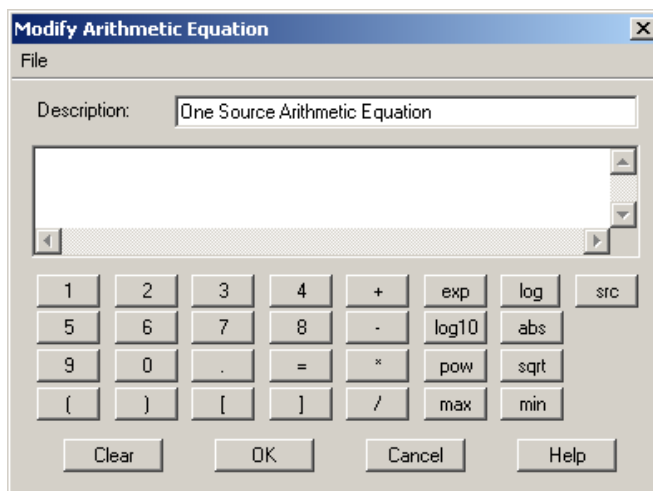 Modify Arithmetic Equation
File
Description: One Source Arithmetic Equation
1 2 3 4 + exp log src
5 6 7 8 - log10 abs
9 0 . = * pow sqrt
( ) [ ] / max min
Clear OK Cancel Help